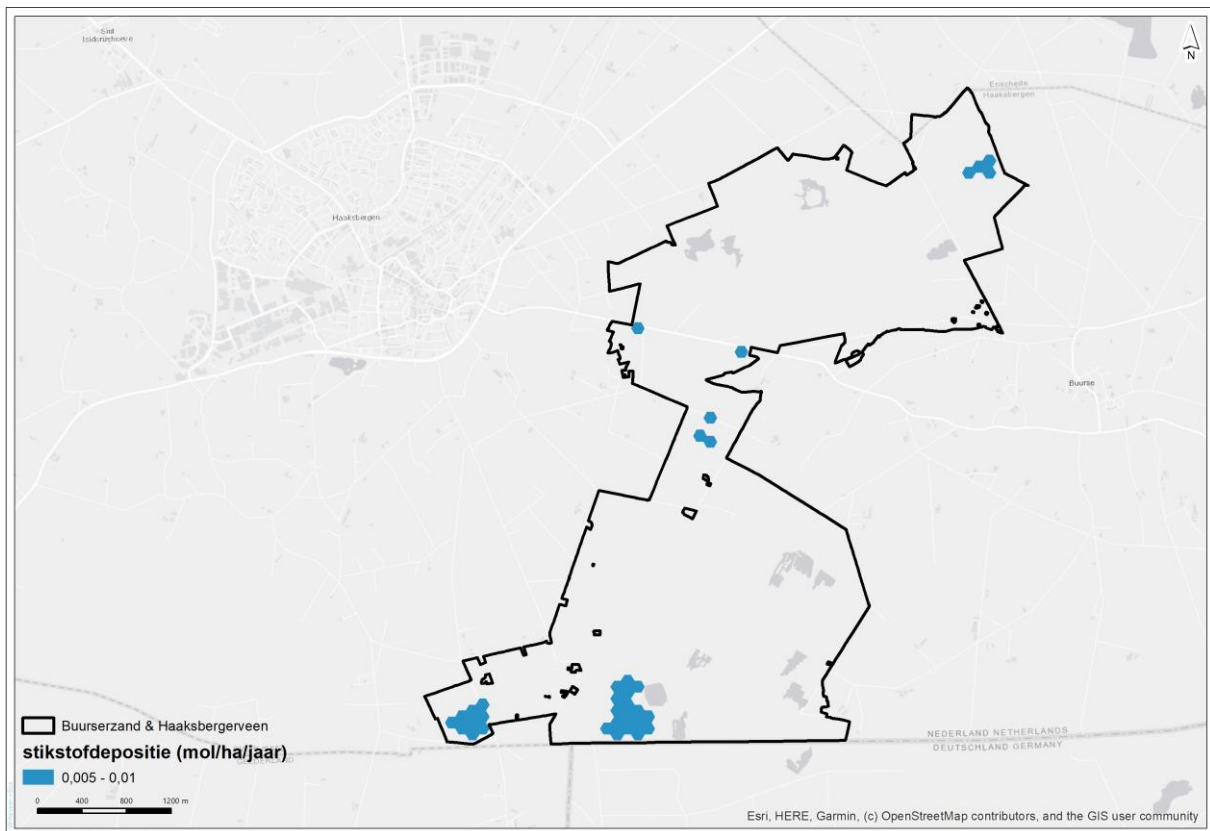 Sint
Isidorushoeve
N
Enschede
Haaksbergen
Haaksbergen
Buurse
Buurserzand & Haaksbergerveen
stikstofdepositie (mol/ha/jaar)
GELDERLAND
0,005 - 0,01
0 400 800 1200 m
NEDERLAND NETHERLANDS
DEUTSCHLAND GERMANY
Esri, HERE, Garmin, (c) OpenStreetMap contributors, and the GIS user community